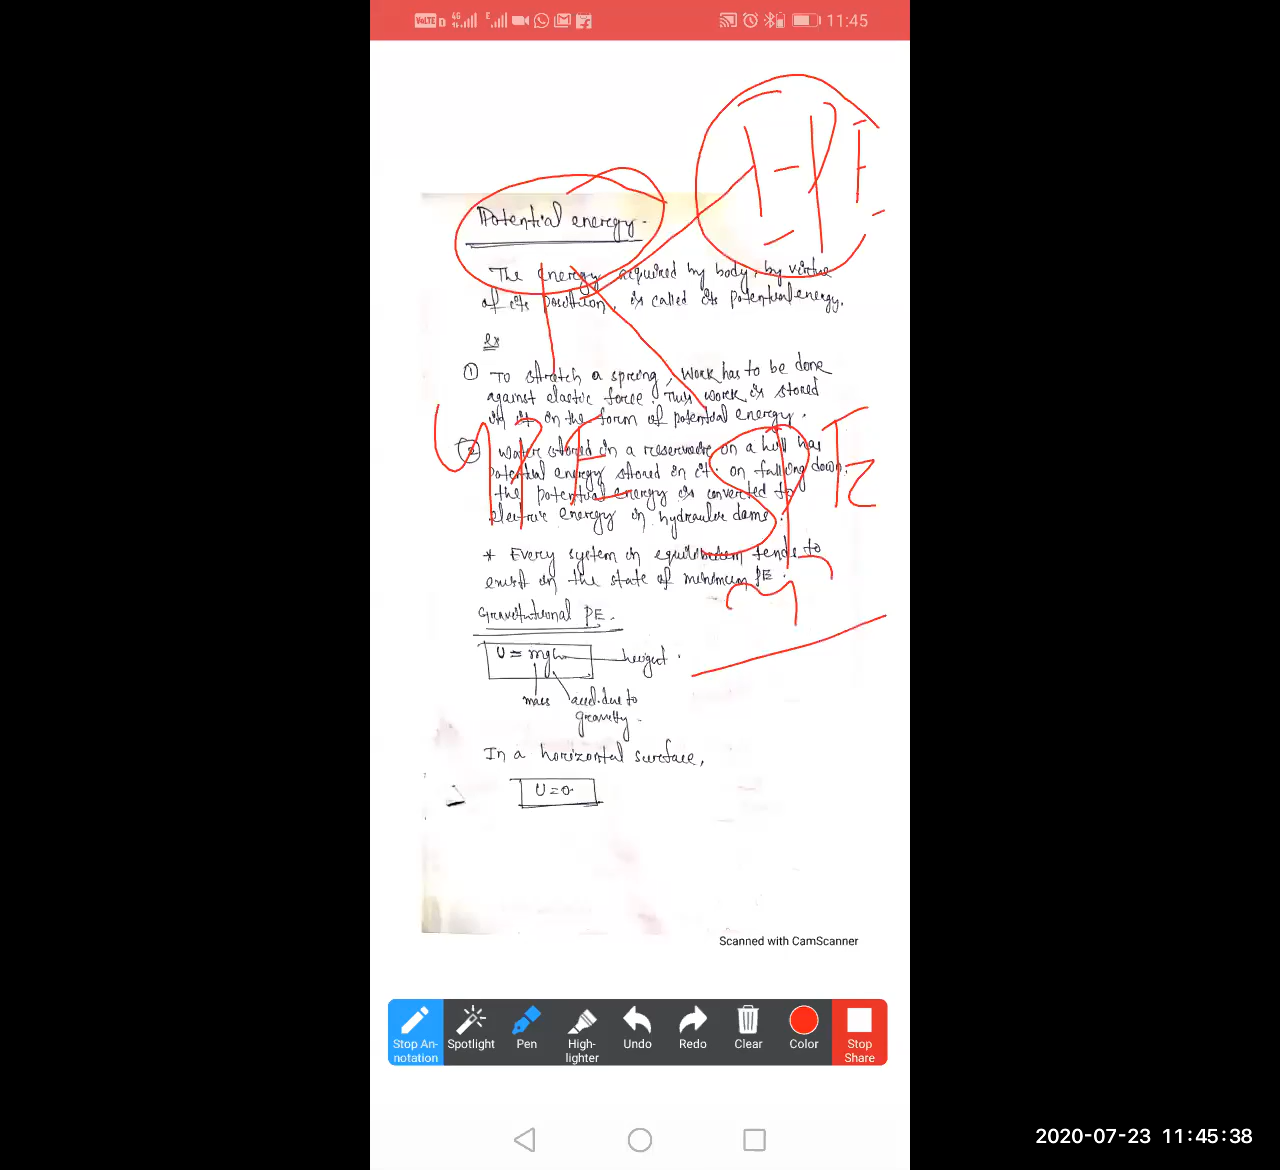 VoLTE D 4G E 11:45
Potential energy.
The energy acquired by body, by virtue
of its position, is called its potential energy.
ex
① To stretch a spring, work has to be done
against elastic force. This work is stored
in it in the form of potential energy.
② Water stored in a reservoir on a hill has
potential energy stored in it. on falling down,
the potential energy is converted to
electric energy in hydraulic dams.
* Every system in equilibrium tends to
exist in the state of minimum PE.
Gravitational PE.
U = mgh height.
mass accl. due to
gravity.
In a horizontal surface,
U = 0.
Scanned with CamScanner
Stop An-
notation
Spotlight
Pen
High-
lighter
Undo
Redo
Clear
Color
Stop
Share
2020-07-23 11:45:38